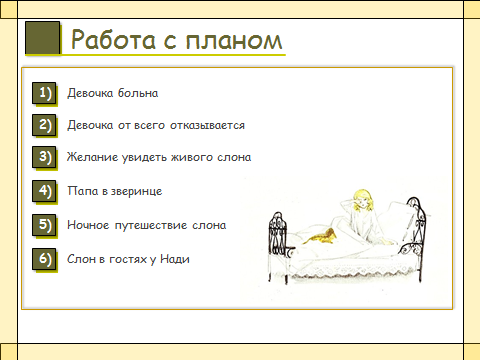 Работа с планом
1) Девочка больна
2) Девочка от всего отказывается
3) Желание увидеть живого слона
4) Папа в зверинце
5) Ночное путешествие слона
6) Слон в гостях у Нади